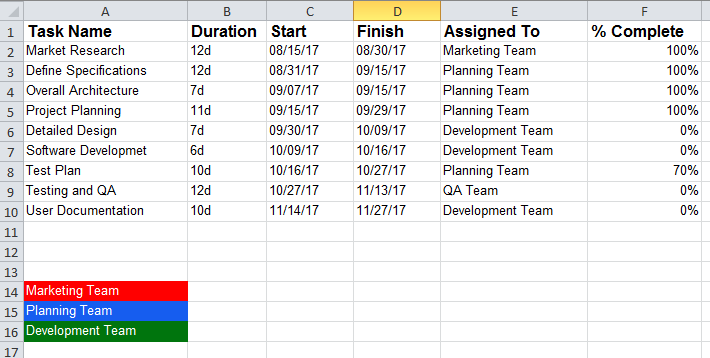 A B C D E F
1 Task Name Duration Start Finish Assigned To % Complete
2 Market Research 12d 08/15/17 08/30/17 Marketing Team 100%
3 Define Specifications 12d 08/31/17 09/15/17 Planning Team 100%
4 Overall Architecture 7d 09/07/17 09/15/17 Planning Team 100%
5 Project Planning 11d 09/15/17 09/29/17 Planning Team 100%
6 Detailed Design 7d 09/30/17 10/09/17 Development Team 0%
7 Software Developmet 6d 10/09/17 10/16/17 Development Team 0%
8 Test Plan 10d 10/16/17 10/27/17 Planning Team 70%
9 Testing and QA 12d 10/27/17 11/13/17 QA Team 0%
10 User Documentation 10d 11/14/17 11/27/17 Development Team 0%
11
12
13
14 Marketing Team
15 Planning Team
16 Development Team
17